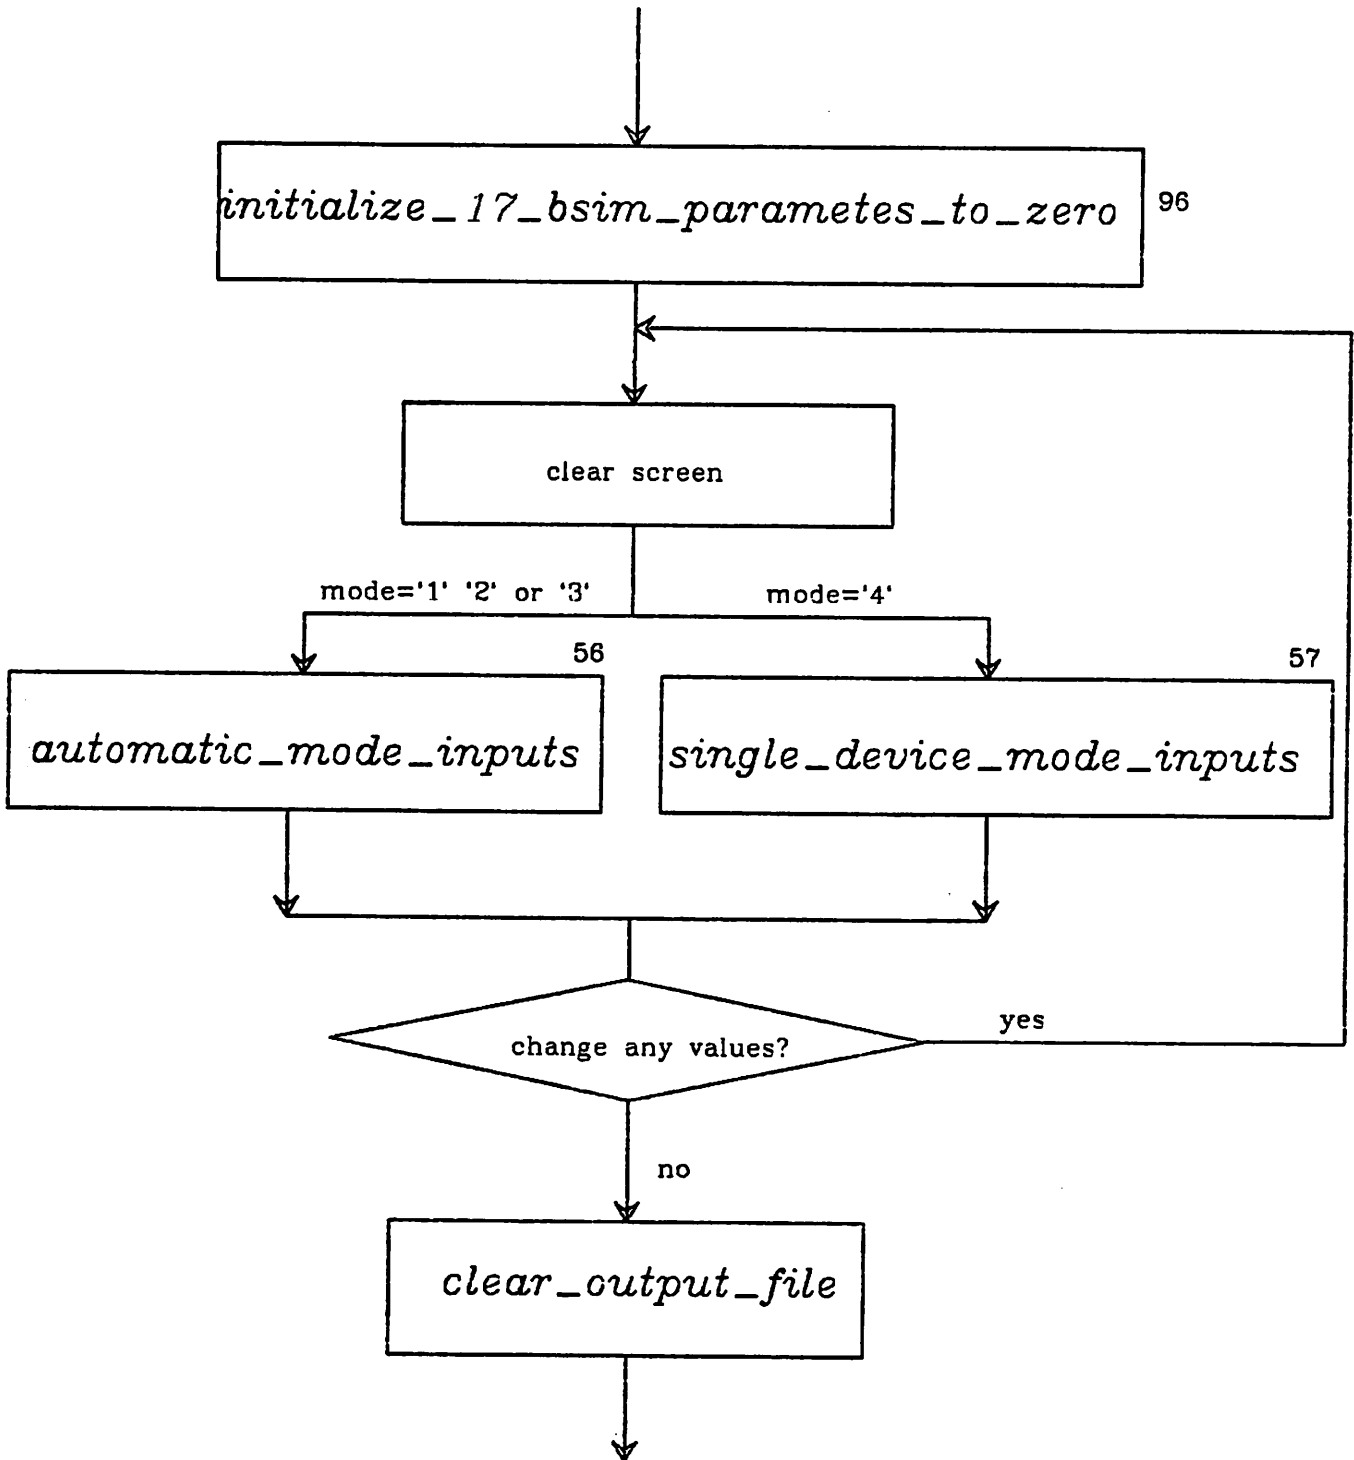 initialize_17_bsim_parametes_to_zero
96
clear screen
mode='1' '2' or '3'
mode='4'
56
57
automatic_mode_inputs
single_device_mode_inputs
change any values?
yes
no
clear_output_file